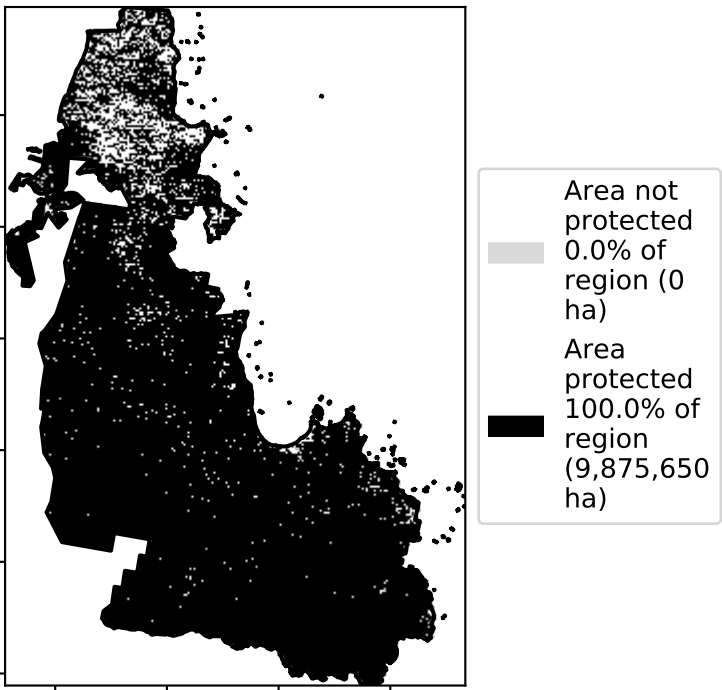 Area not
protected
0.0% of
region (0
ha)
Area
protected
100.0% of
region
(9,875,650
ha)